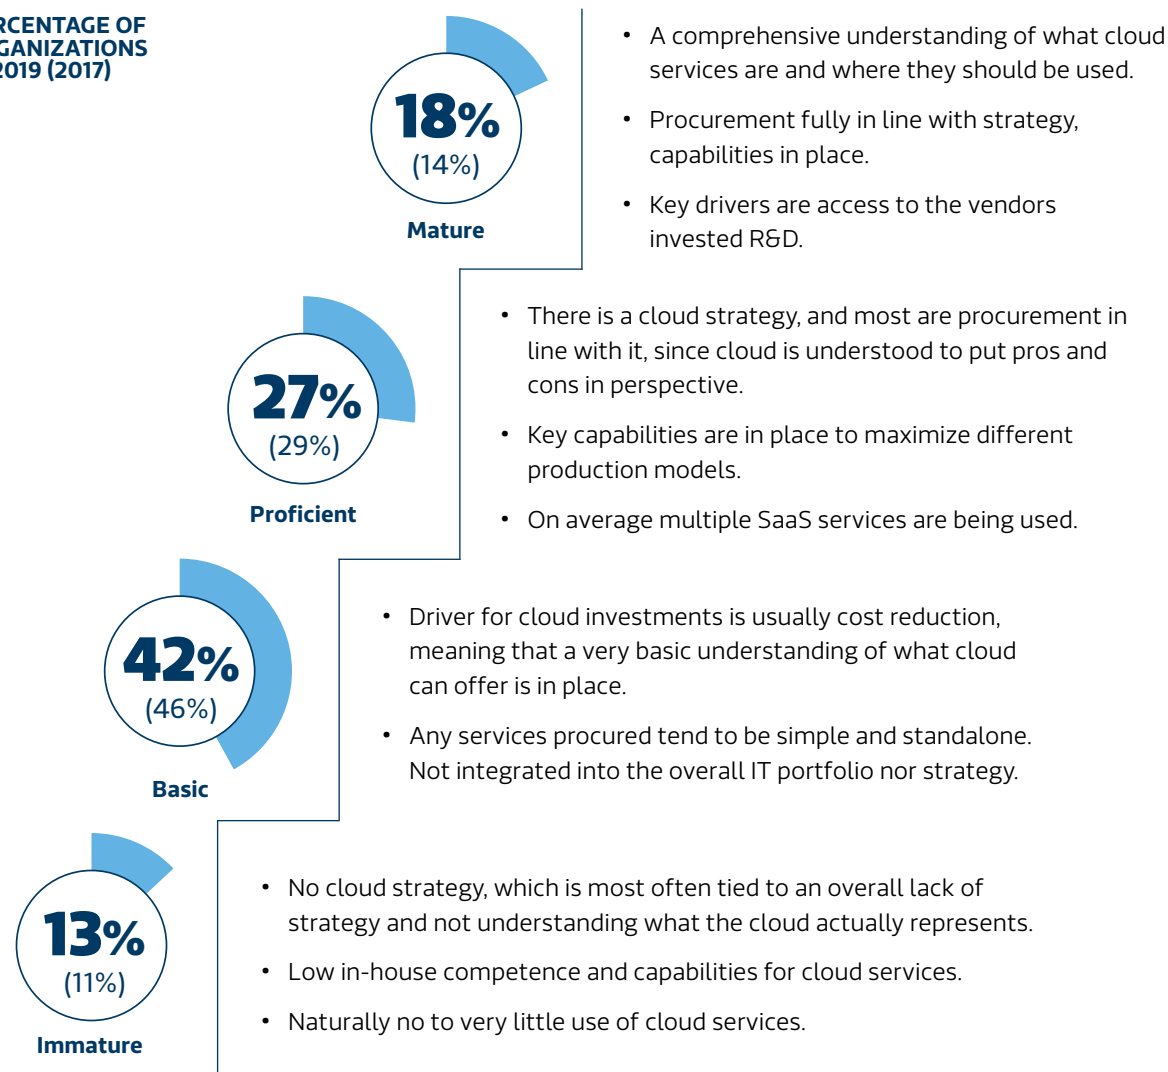 RCENTAGE OF
GANIZATIONS
2019 (2017)
18%
(14%)
Mature
• A comprehensive understanding of what cloud
services are and where they should be used.
• Procurement fully in line with strategy,
capabilities in place.
• Key drivers are access to the vendors
invested R&D.
27%
(29%)
Proficient
• There is a cloud strategy, and most are procurement in
line with it, since cloud is understood to put pros and
cons in perspective.
• Key capabilities are in place to maximize different
production models.
• On average multiple SaaS services are being used.
42%
(46%)
Basic
• Driver for cloud investments is usually cost reduction,
meaning that a very basic understanding of what cloud
can offer is in place.
• Any services procured tend to be simple and standalone.
Not integrated into the overall IT portfolio nor strategy.
13%
(11%)
Immature
• No cloud strategy, which is most often tied to an overall lack of
strategy and not understanding what the cloud actually represents.
• Low in-house competence and capabilities for cloud services.
• Naturally no to very little use of cloud services.